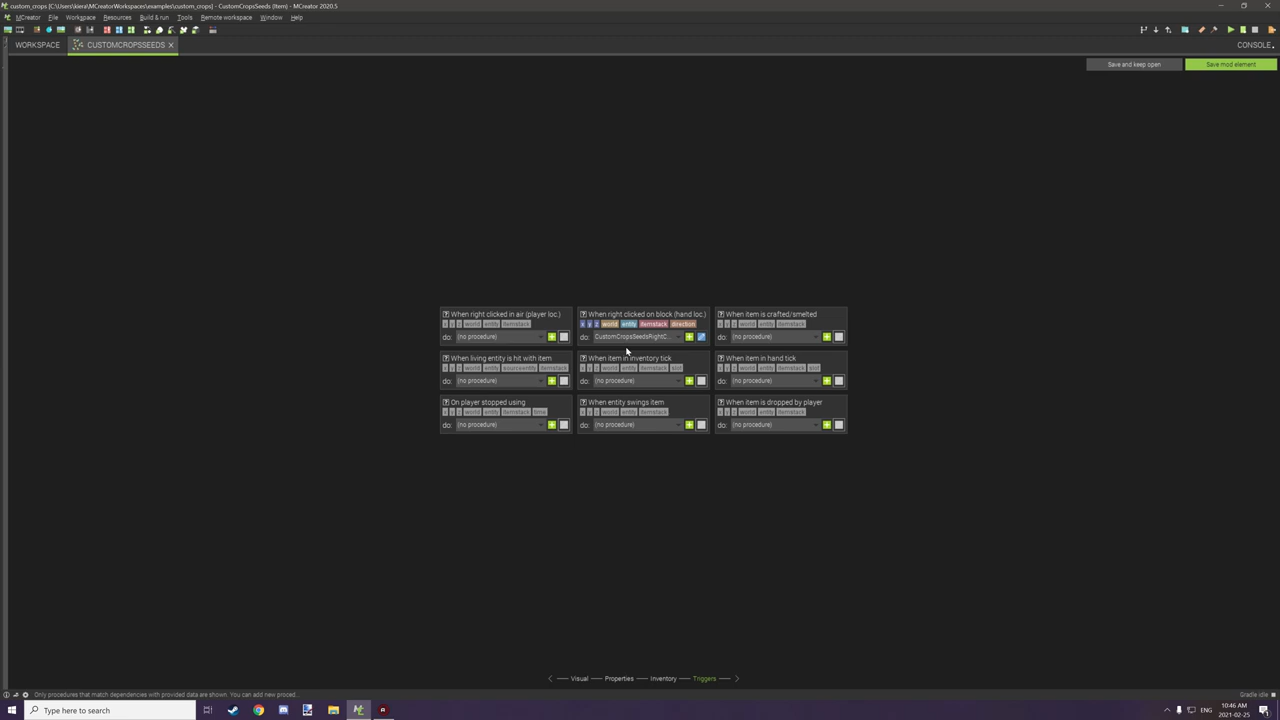 custom_crops [C:\Users\kiera\MCreatorWorkspaces\examples\custom_crops] - CustomCropsSeeds (Item) - MCreator 2020.5
MCreator File Workspace Resources Build & run Tools Remote workspace Window Help
WORKSPACE CUSTOMCROPSSEEDS CONSOLE
Save and keep open Save mod element
When right clicked in air (player loc.) When right clicked on block (hand loc.) When item is crafted/smelted
x y z world entity itemstack x y z world entity itemstack direction x y z world entity itemstack
do: (no procedure) do: CustomCropsSeedsRightC... do: (no procedure)
When living entity is hit with item When item in inventory tick When item in hand tick
x y z world entity sourceentity itemstack x y z world entity itemstack slot x y z world entity itemstack slot
do: (no procedure) do: (no procedure) do: (no procedure)
On player stopped using When entity swings item When item is dropped by player
x y z world entity itemstack time x y z world entity itemstack x y z world entity itemstack
do: (no procedure) do: (no procedure) do: (no procedure)
Visual Properties Inventory Triggers
Only procedures that match dependencies with provided data are shown. You can add new proced... Gradle idle
Type here to search ENG 10:46 AM
2021-02-25